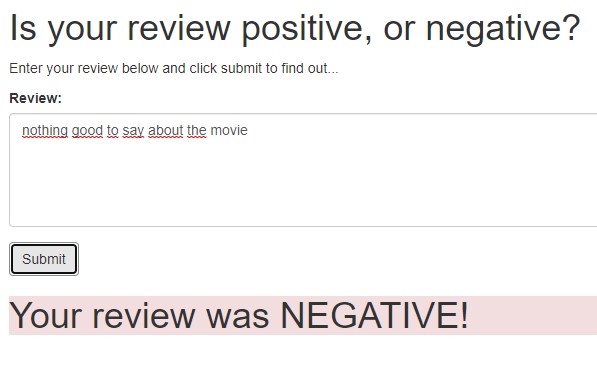 Is your review positive, or negative?
Enter your review below and click submit to find out...
Review:
nothing good to say about the movie
Submit
Your review was NEGATIVE!